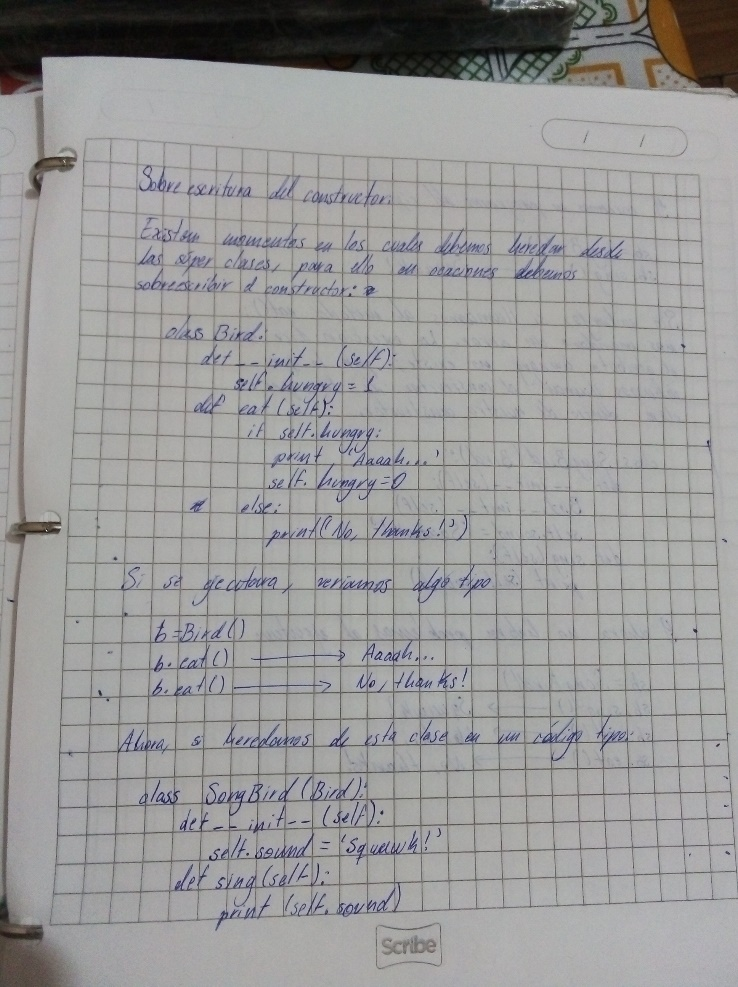 Sobre escritura del constructor.
Existen momentos en los cuales debemos heredar desde
las súper clases, para ello en ocaciones debemos
sobreescribir el constructor:
class Bird:
def __init__ (self):
self.hungry = 1
def eat (self):
if self.hungry:
print 'Aaaah...'
self.hungry=0
else:
print('No, thanks!')
Si se ejecutara, veriamos algo tipo:
b=Bird()
b.eat() → Aaaah...
b.eat() → No, thanks!
Ahora, si heredamos de esta clase en un código tipo:
class SongBird (Bird):
def __init__ (self):
self.sound = 'Squawk!'
def sing (self):
print (self.sound)
Scribe